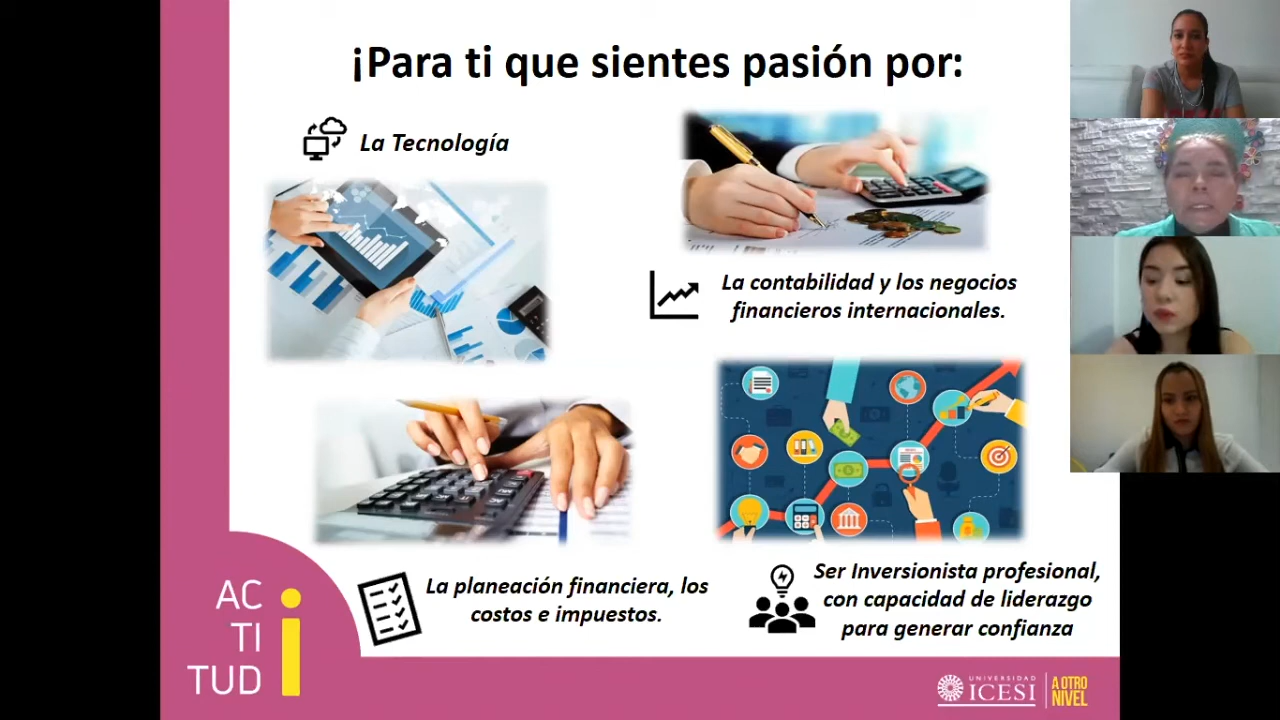 ¡Para ti que sientes pasión por:
La Tecnología
La contabilidad y los negocios
financieros internacionales.
La planeación financiera, los
costos e impuestos.
Ser Inversionista profesional,
con capacidad de liderazgo
para generar confianza
AC
TI
TUD
i
UNIVERSIDAD
ICESI
A OTRO
NIVEL